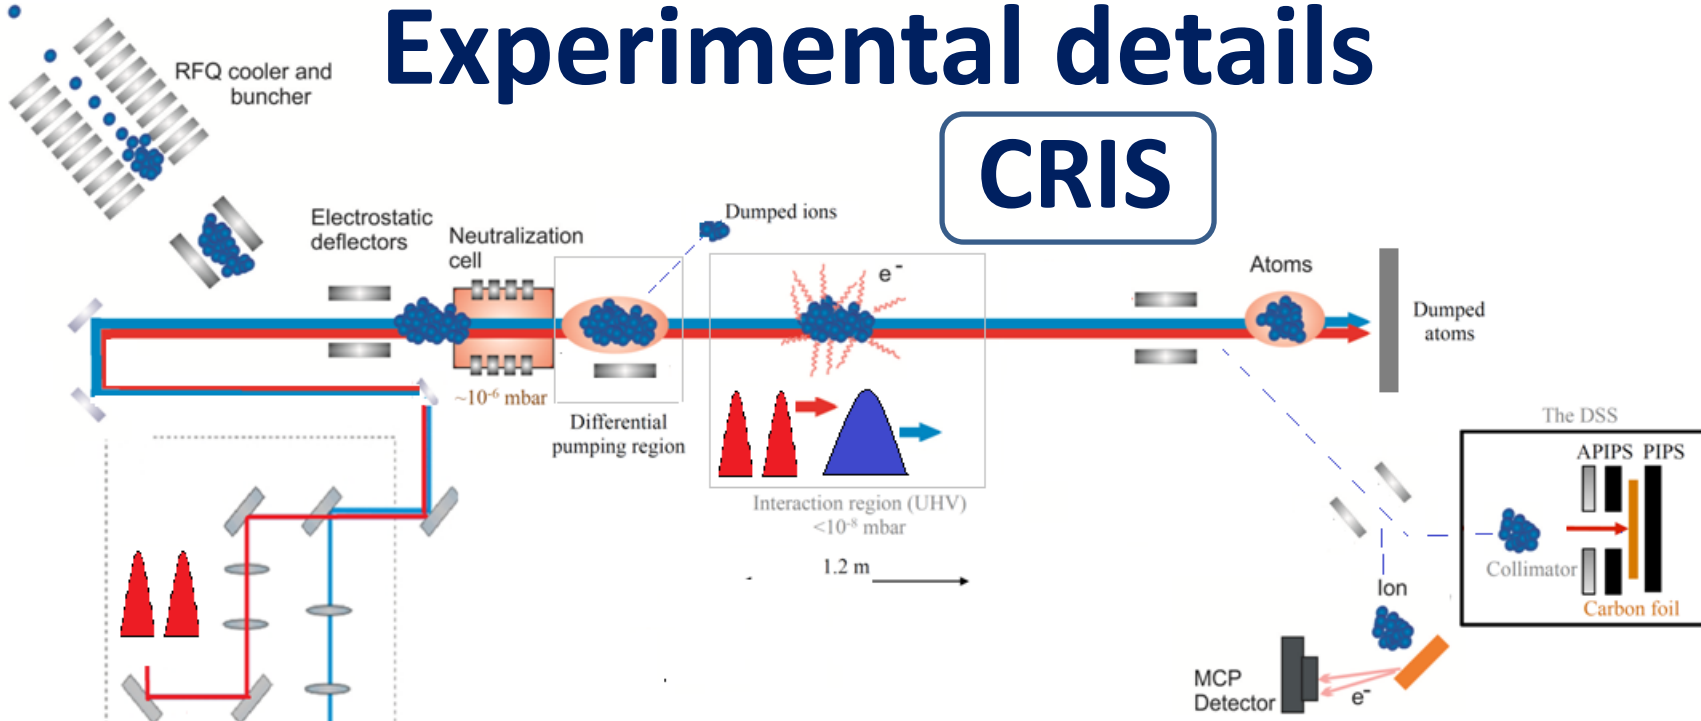 Experimental details
CRIS
RFQ cooler and
buncher
Electrostatic
deflectors
Neutralization
cell
Dumped ions
e⁻
Atoms
Dumped
atoms
~10⁻⁶ mbar
Differential
pumping region
Interaction region (UHV)
<10⁻⁸ mbar
1.2 m
The DSS
APIPS PIPS
Collimator
Carbon foil
Ion
MCP
Detector
e⁻